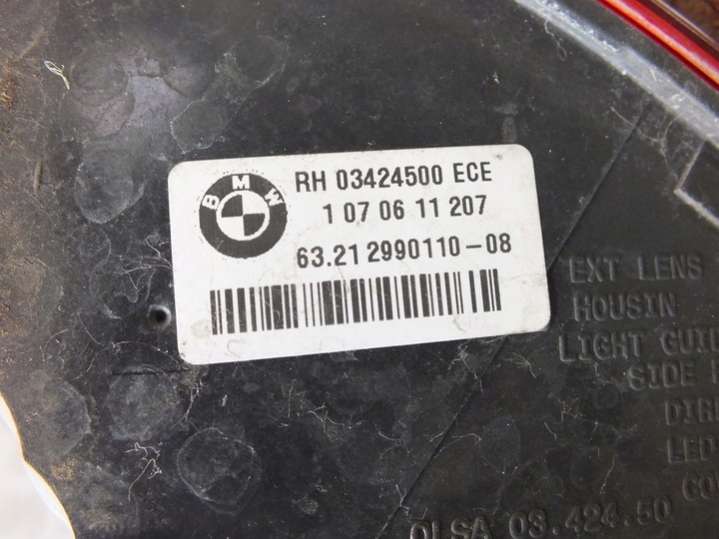 BMW
RH 03424500 ECE
1 07 06 11 207
63.21 2990110-08
EXT LENS
HOUSIN
LIGHT GUI
SIDE
DIR
LED
OLSA 03.424.50